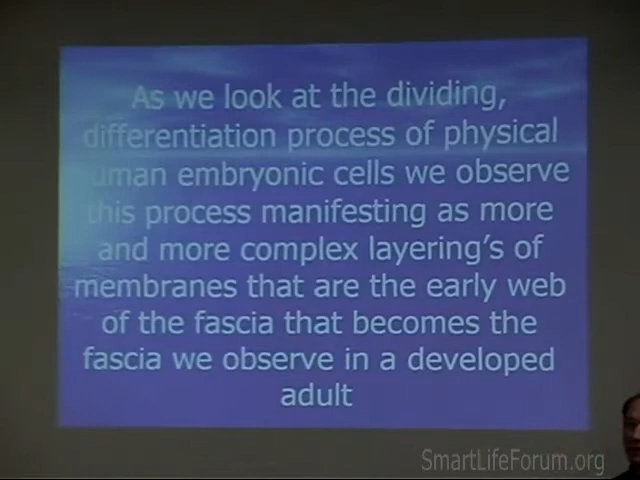 As we look at the dividing,
differentiation process of physical
human embryonic cells we observe
this process manifesting as more
and more complex layering's of
membranes that are the early web
of the fascia that becomes the
fascia we observe in a developed
adult
SmartLifeForum.org